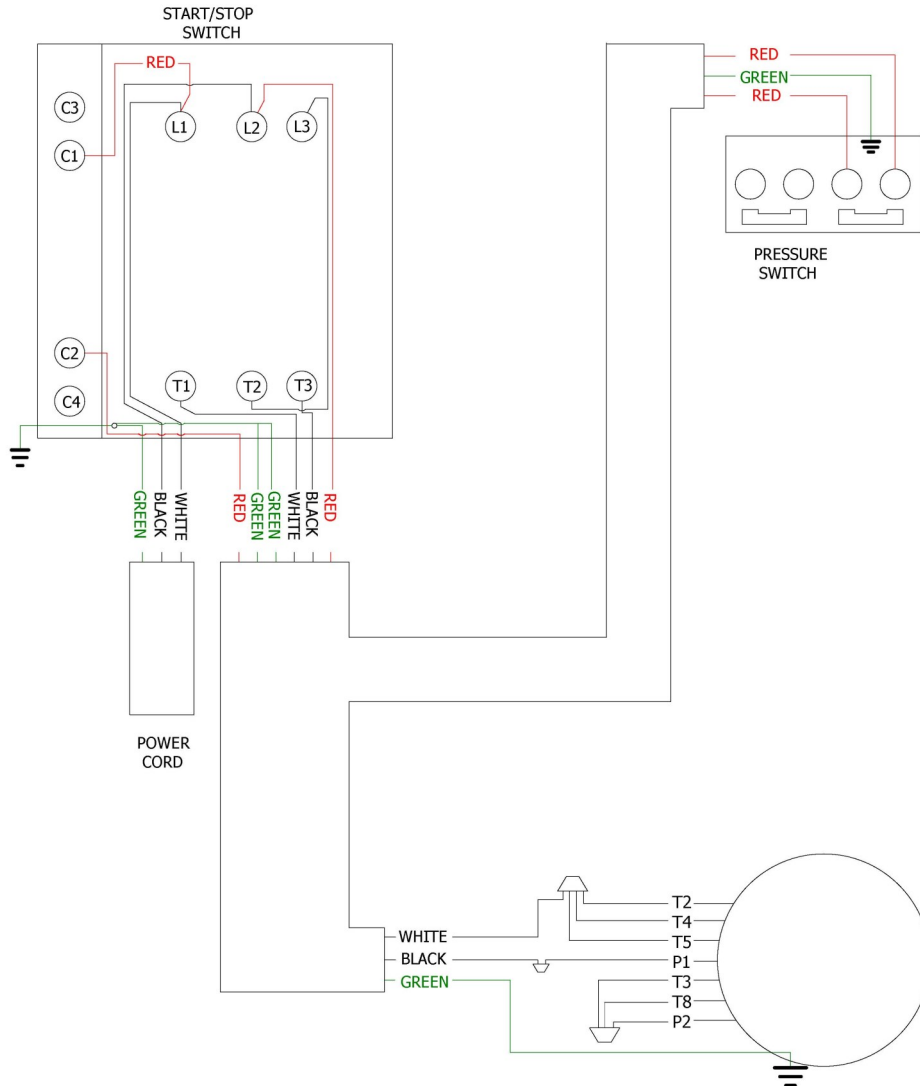 START/STOP
SWITCH
RED
C3
C1
L1
L2
L3
C2
C4
T1
T2
T3
GREEN
BLACK
WHITE
RED
GREEN
GREEN
WHITE
BLACK
RED
POWER
CORD
RED
GREEN
RED
PRESSURE
SWITCH
WHITE
BLACK
GREEN
T2
T4
T5
P1
T3
T8
P2